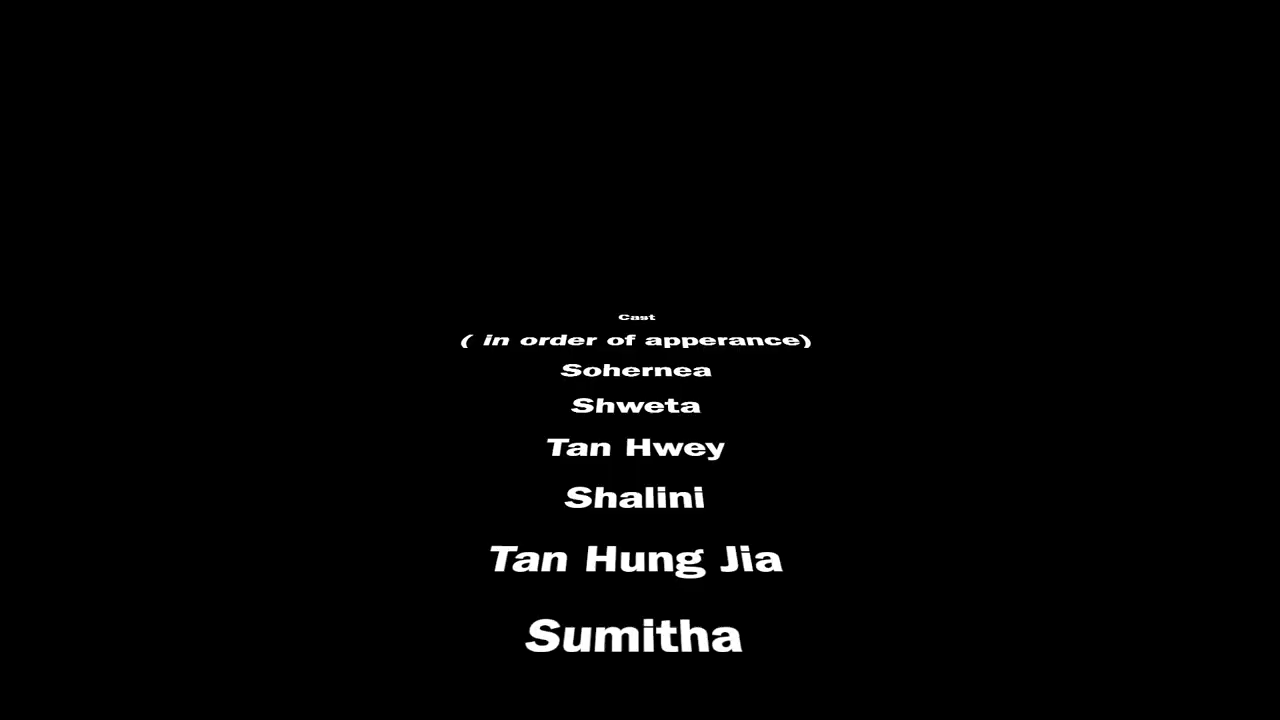 Cast
( in order of apperance)
Sohernea
Shweta
Tan Hwey
Shalini
Tan Hung Jia
Sumitha